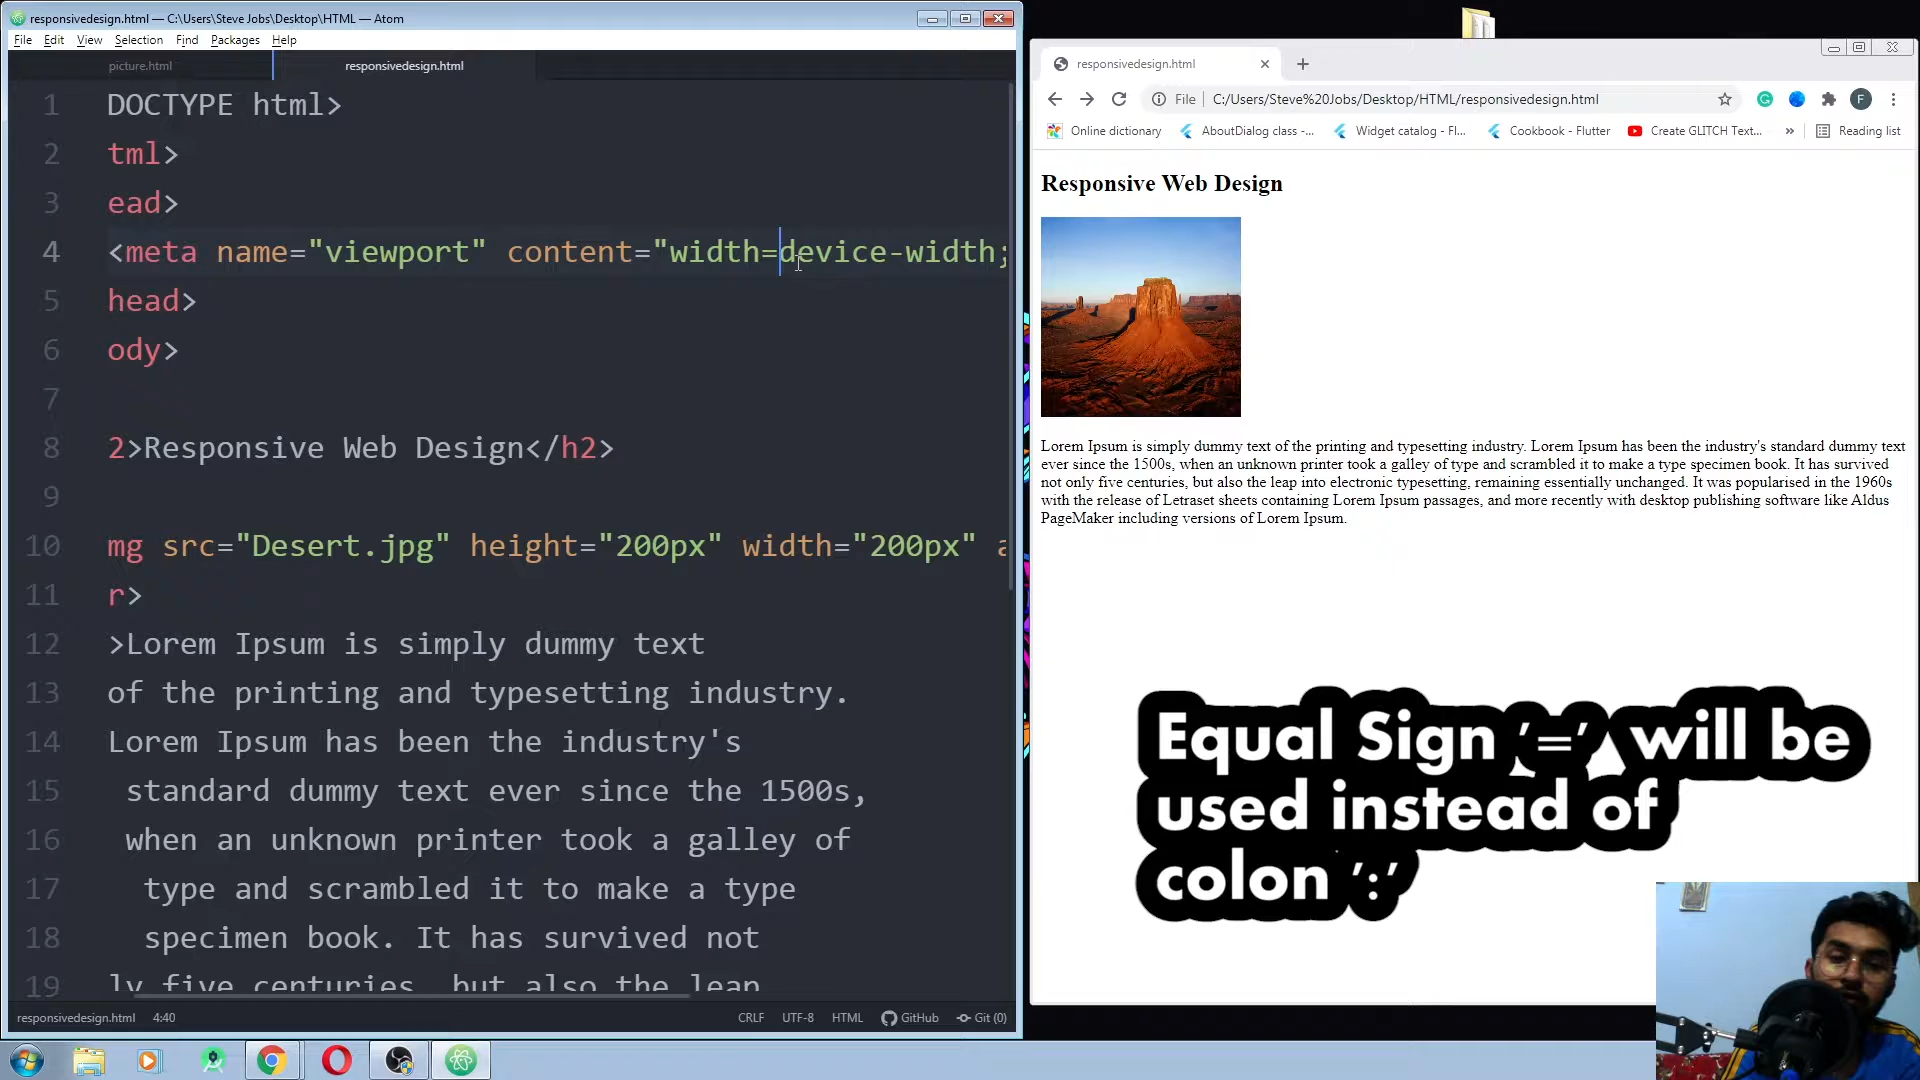 responsivedesign.html — C:\Users\Steve Jobs\Desktop\HTML — Atom
File Edit View Selection Find Packages Help
picture.html responsivedesign.html
1 DOCTYPE html>
2 tml>
3 ead>
4 <meta name="viewport" content="width=device-width;
5 head>
6 ody>
7
8 2>Responsive Web Design</h2>
9
10 mg src="Desert.jpg" height="200px" width="200px" a
11 r>
12 >Lorem Ipsum is simply dummy text
13 of the printing and typesetting industry.
14 Lorem Ipsum has been the industry's
15 standard dummy text ever since the 1500s,
16 when an unknown printer took a galley of
17 type and scrambled it to make a type
18 specimen book. It has survived not
19 ly five centuries, but also the leap
responsivedesign.html 4:40 CRLF UTF-8 HTML GitHub Git (0)
responsivedesign.html
File C:/Users/Steve%20Jobs/Desktop/HTML/responsivedesign.html F
Online dictionary AboutDialog class -... Widget catalog - Fl... Cookbook - Flutter Create GLITCH Text... » Reading list
Responsive Web Design
Lorem Ipsum is simply dummy text of the printing and typesetting industry. Lorem Ipsum has been the industry's standard dummy text
ever since the 1500s, when an unknown printer took a galley of type and scrambled it to make a type specimen book. It has survived
not only five centuries, but also the leap into electronic typesetting, remaining essentially unchanged. It was popularised in the 1960s
with the release of Letraset sheets containing Lorem Ipsum passages, and more recently with desktop publishing software like Aldus
PageMaker including versions of Lorem Ipsum.
Equal Sign '=' will be
used instead of
colon ':'